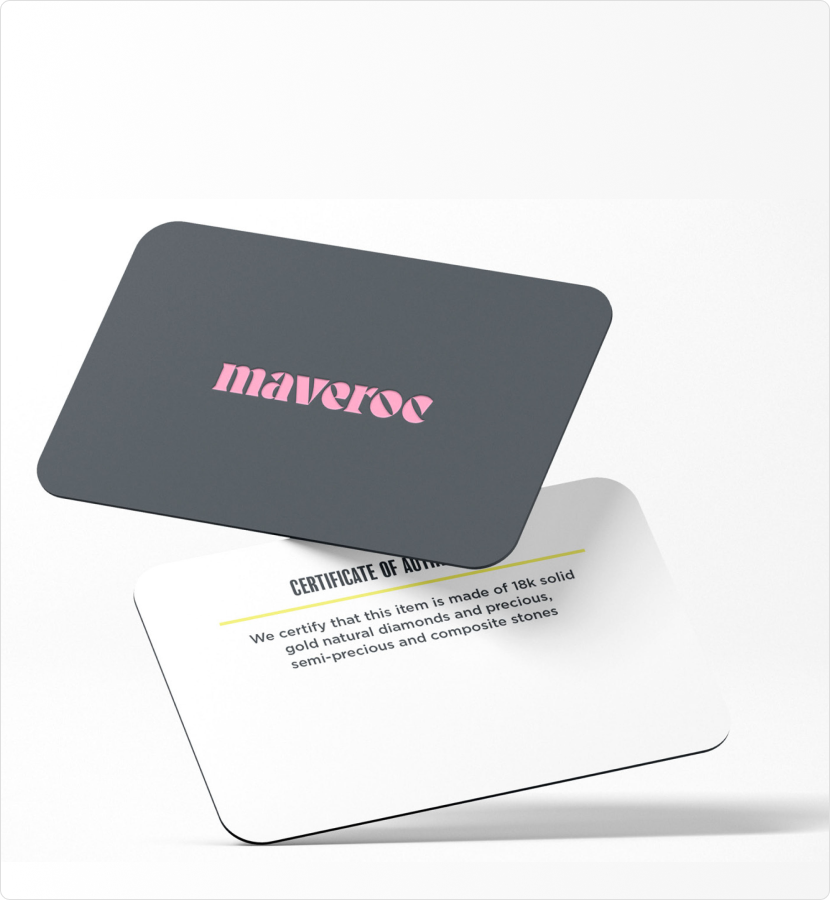 maveroc
CERTIFICATE OF
We certify that this item is made of 18k solid
gold natural diamonds and precious,
semi-precious and composite stones